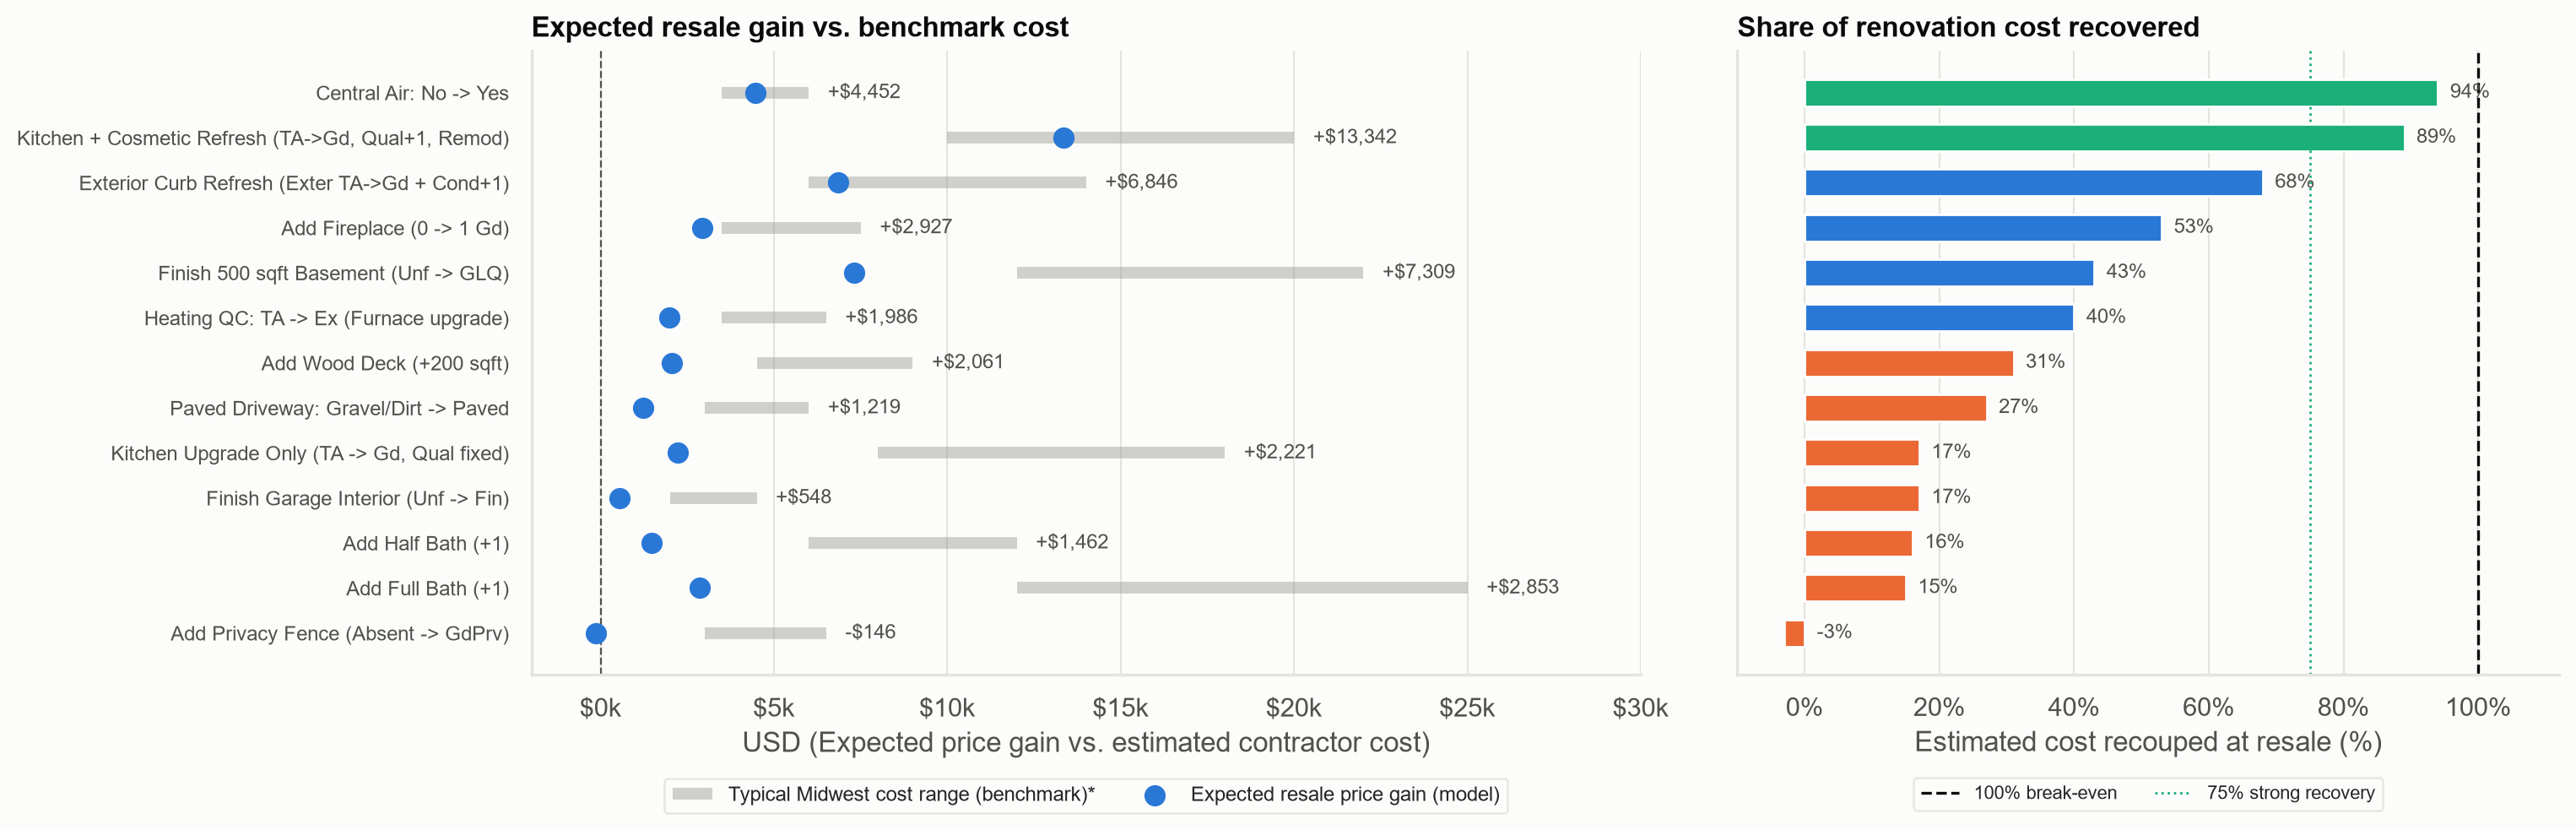 Expected resale gain vs. benchmark cost
Central Air: No -> Yes
+$4,452
Kitchen + Cosmetic Refresh (TA->Gd, Qual+1, Remod)
+$13,342
Exterior Curb Refresh (Exter TA->Gd + Cond+1)
+$6,846
Add Fireplace (0 -> 1 Gd)
+$2,927
Finish 500 sqft Basement (Unf -> GLQ)
+$7,309
Heating QC: TA -> Ex (Furnace upgrade)
+$1,986
Add Wood Deck (+200 sqft)
+$2,061
Paved Driveway: Gravel/Dirt -> Paved
+$1,219
Kitchen Upgrade Only (TA -> Gd, Qual fixed)
+$2,221
Finish Garage Interior (Unf -> Fin)
+$548
Add Half Bath (+1)
+$1,462
Add Full Bath (+1)
+$2,853
Add Privacy Fence (Absent -> GdPrv)
-$146
$0k $5k $10k $15k $20k $25k $30k
USD (Expected price gain vs. estimated contractor cost)
Typical Midwest cost range (benchmark)*
Expected resale price gain (model)
Share of renovation cost recovered
94%
89%
68%
53%
43%
40%
31%
27%
17%
17%
16%
15%
-3%
0% 20% 40% 60% 80% 100%
Estimated cost recouped at resale (%)
100% break-even
75% strong recovery